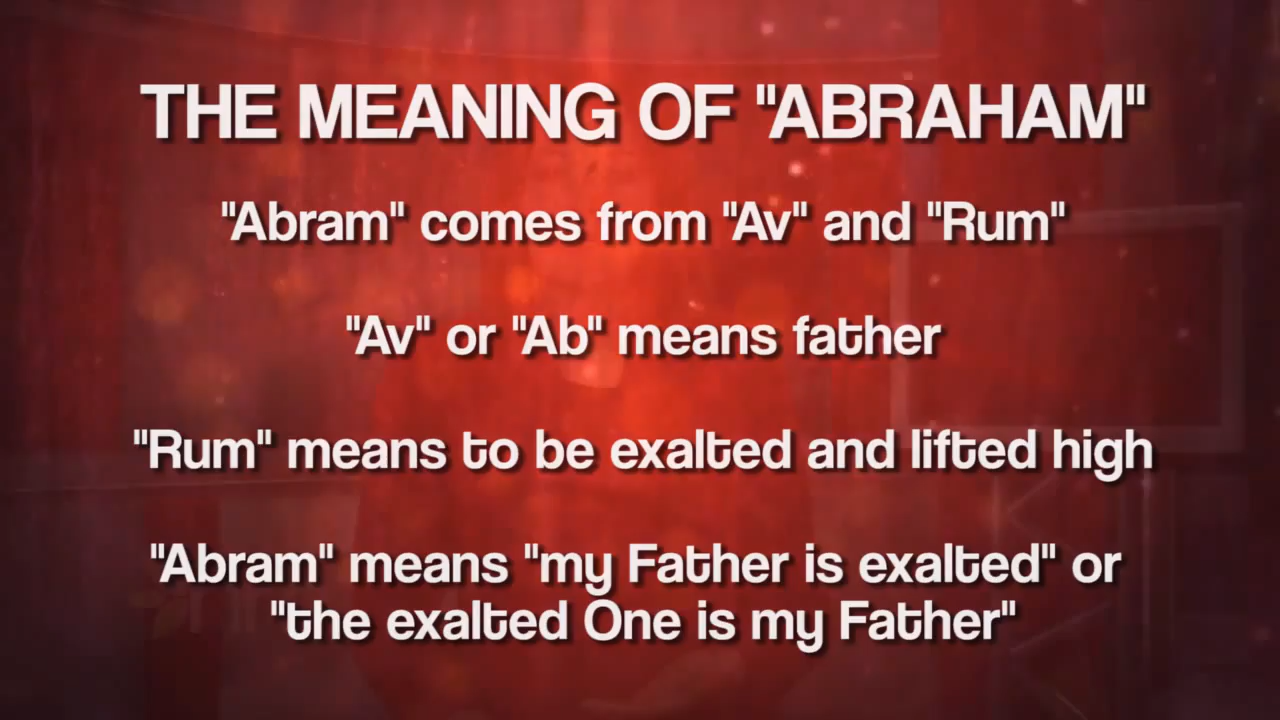 THE MEANING OF "ABRAHAM"
"Abram" comes from "Av" and "Rum"
"Av" or "Ab" means father
"Rum" means to be exalted and lifted high
"Abram" means "my Father is exalted" or
"the exalted One is my Father"